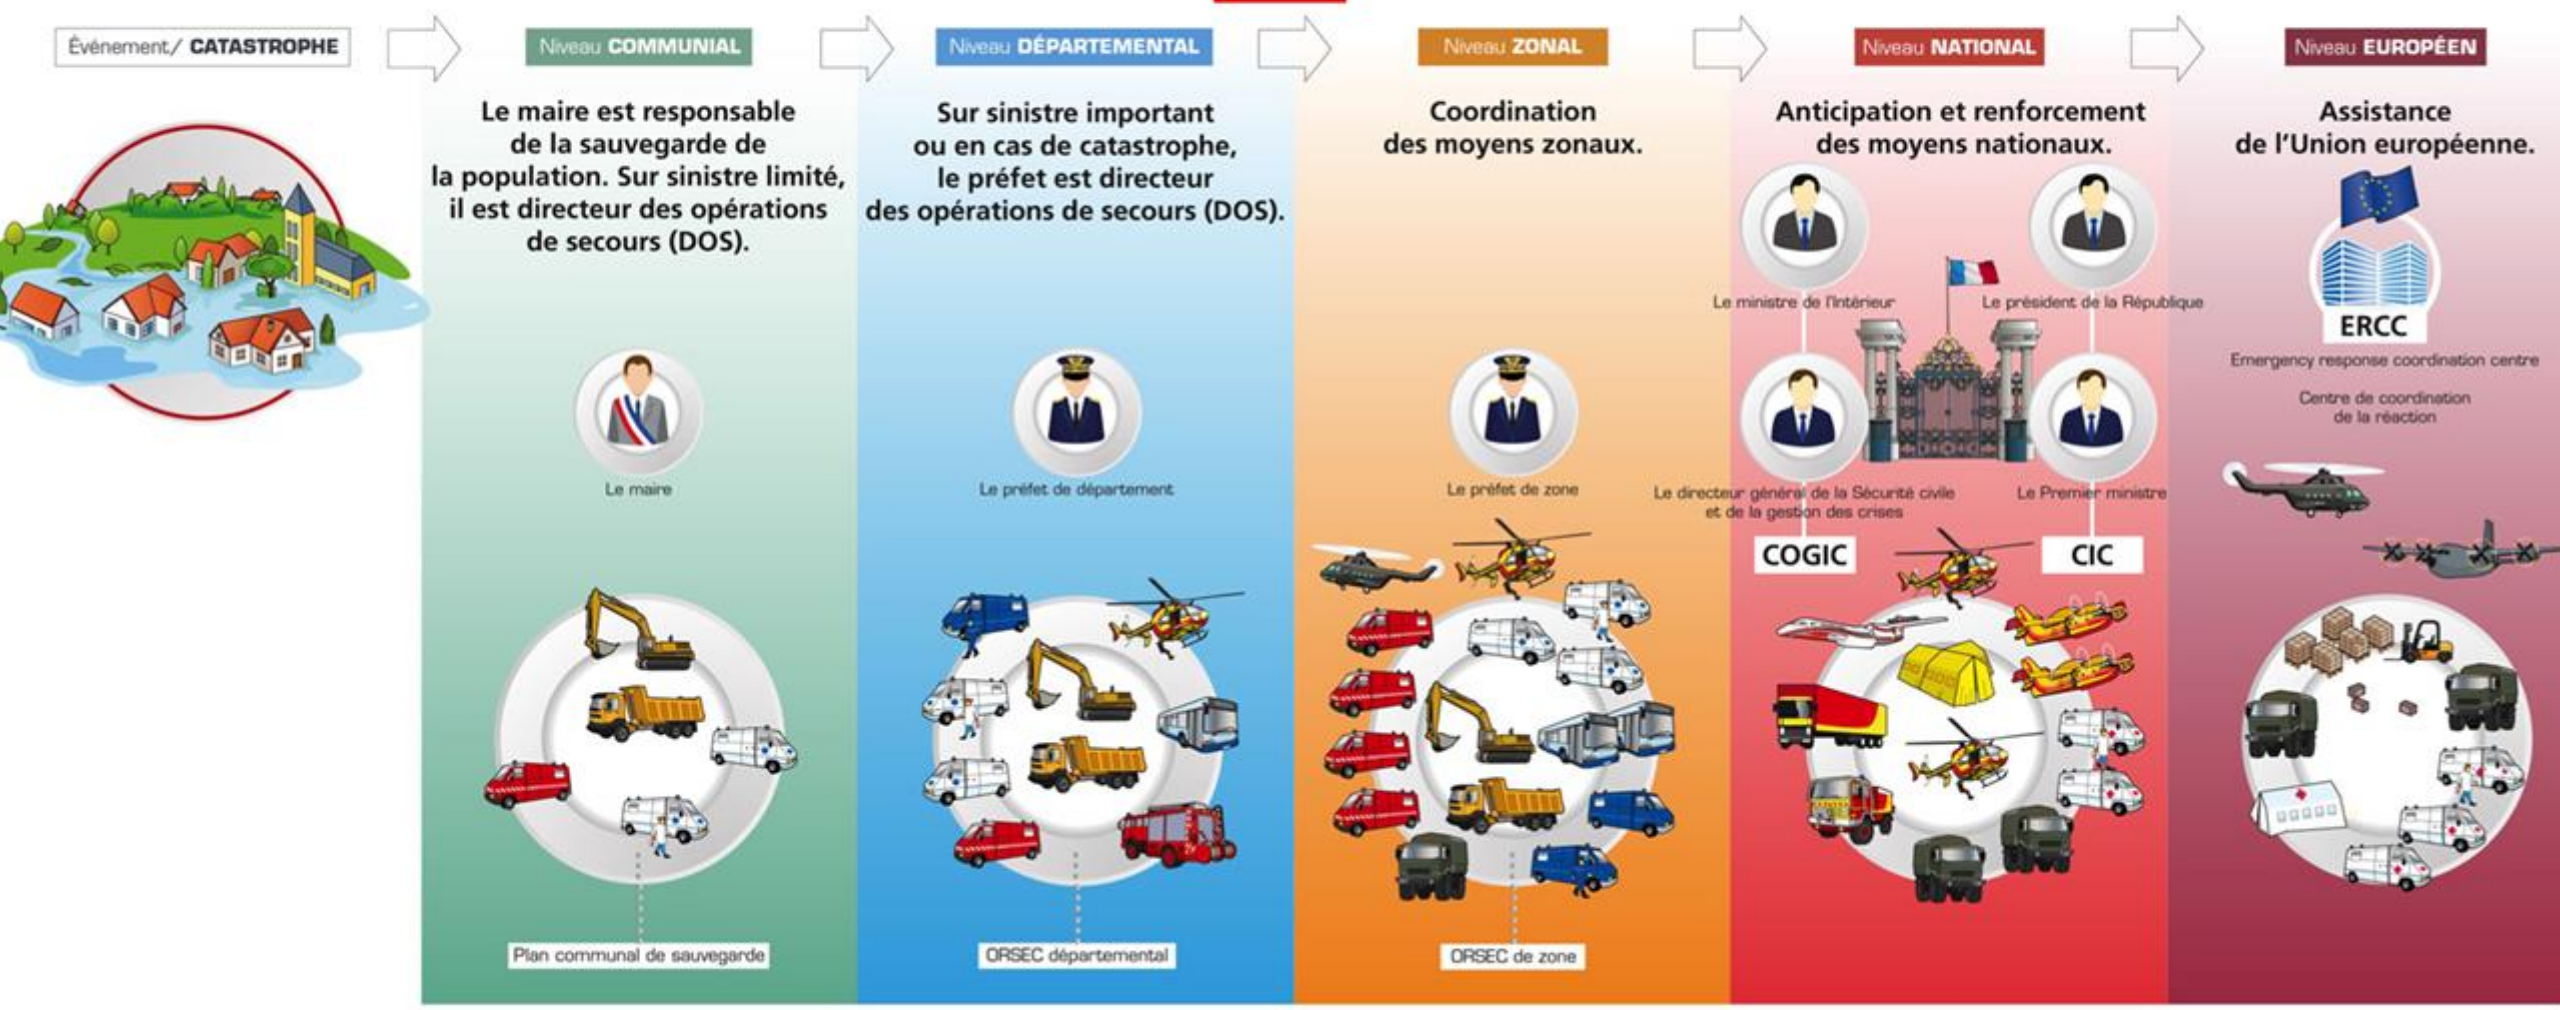 Événement/ CATASTROPHE
Niveau COMMUNIAL
Le maire est responsable
de la sauvegarde de
la population. Sur sinistre limité,
il est directeur des opérations
de secours (DOS).
Le maire
Plan communal de sauvegarde
Niveau DÉPARTEMENTAL
Sur sinistre important
ou en cas de catastrophe,
le préfet est directeur
des opérations de secours (DOS).
Le préfet de département
ORSEC départemental
Niveau ZONAL
Coordination
des moyens zonaux.
Le préfet de zone
ORSEC de zone
Niveau NATIONAL
Anticipation et renforcement
des moyens nationaux.
Le ministre de l'Intérieur
Le président de la République
Le directeur général de la Sécurité civile
et de la gestion des crises
Le Premier ministre
COGIC
CIC
Niveau EUROPÉEN
Assistance
de l'Union européenne.
ERCC
Emergency response coordination centre
Centre de coordination
de la réaction